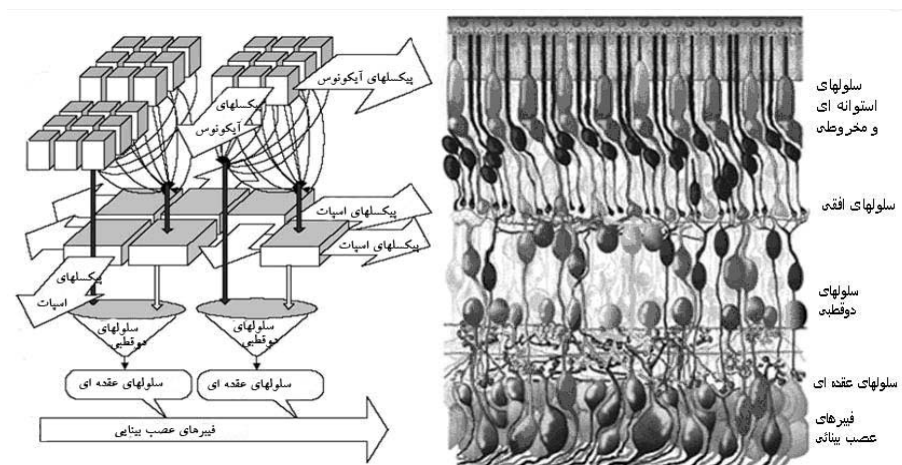 پیکسلهای آیکونوس
پیکسلهای
آیکونوس
پیکسلهای اسپات
پیکسلهای اسپات
پیکسلهای
اسپات
سلولهای
دوقطبی
سلولهای
دوقطبی
سلولهای عقده ای
سلولهای عقده ای
فیبرهای عصب بینایی
سلولهای
استوانه ای
و مخروطی
سلولهای افقی
سلولهای
دوقطبی
سلولهای عقده ای
فیبرهای
عصب بینائی